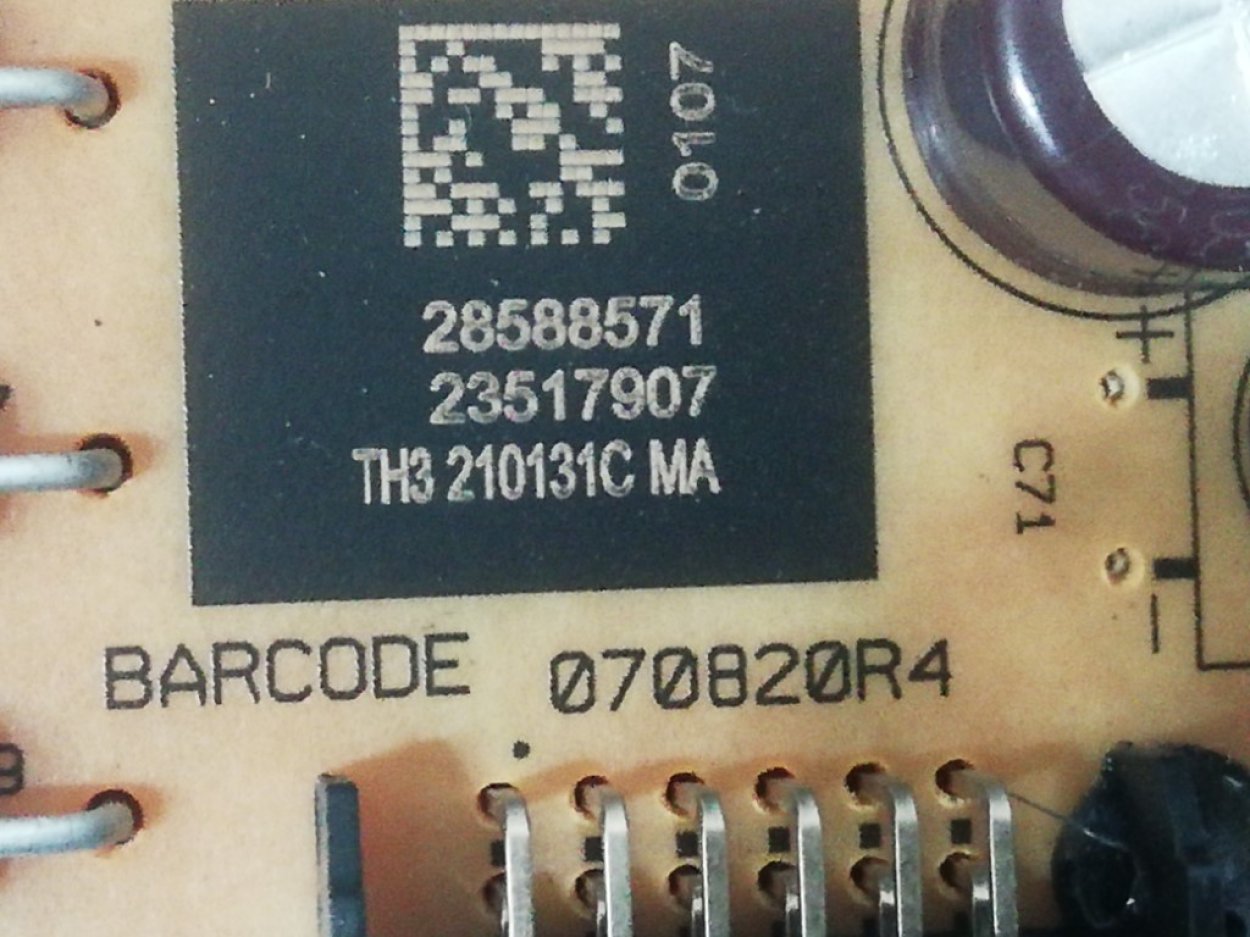 0107
28588571
23517907
TH3 210131C MA
+
C71
BARCODE 070820R4